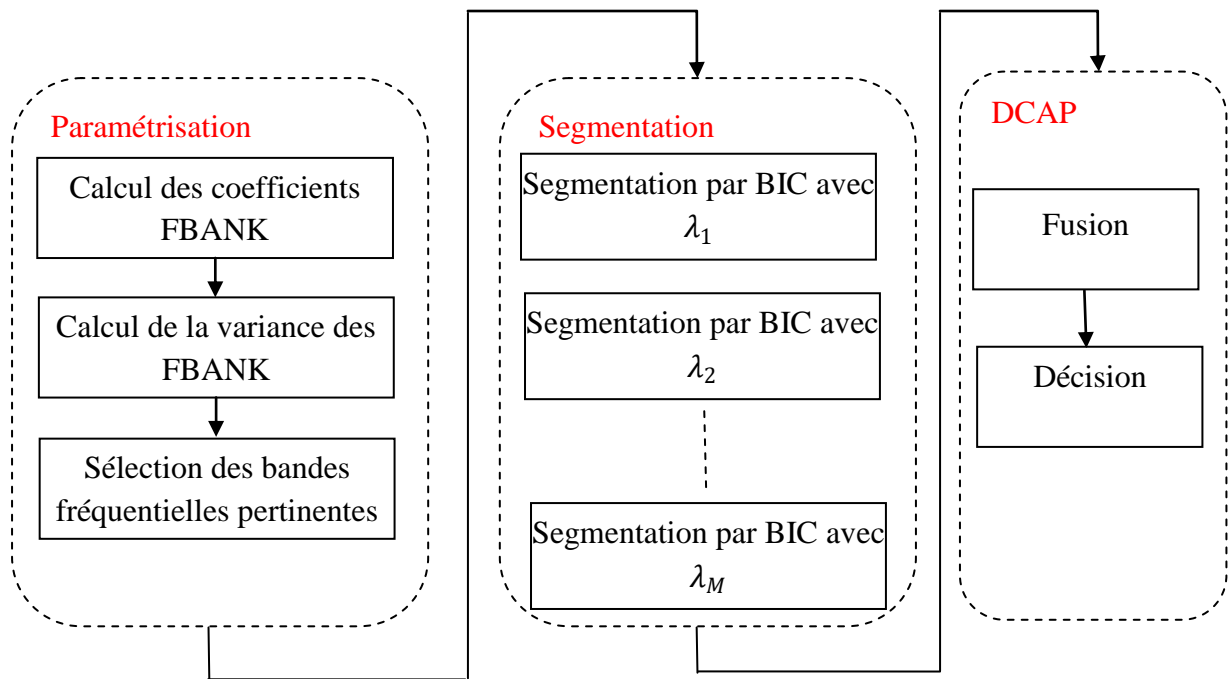 Paramétrisation
Calcul des coefficients
FBANK
Calcul de la variance des
FBANK
Sélection des bandes
fréquentielles pertinentes
Segmentation
Segmentation par BIC avec
λ₁
Segmentation par BIC avec
λ₂
Segmentation par BIC avec
λ_M
DCAP
Fusion
Décision